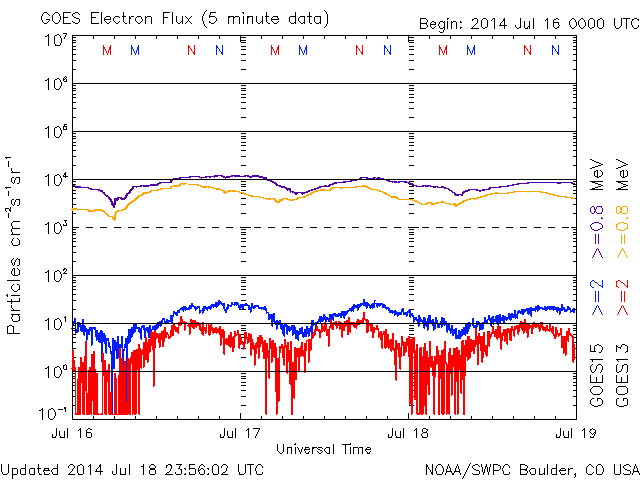 GOES Electron Flux (5 minute data)
Begin: 2014 Jul 16 0000 UTC
10⁷
M M N N M M N N M M N N
10⁶
10⁵
10⁴
10³
10²
10¹
10⁰
10⁻¹
Particles cm⁻²s⁻¹sr⁻¹
Jul 16 Jul 17 Jul 18 Jul 19
Universal Time
GOES15 >=2 >=0.8 MeV
GOES13 >=2 >=0.8 MeV
Updated 2014 Jul 18 23:56:02 UTC
NOAA/SWPC Boulder, CO USA